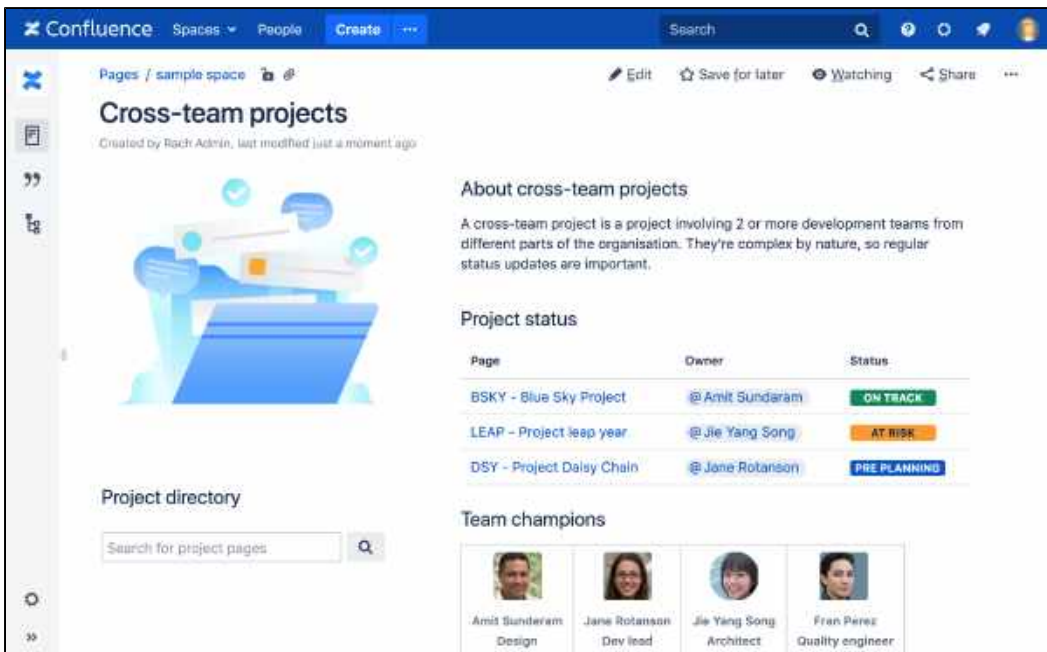 Confluence Spaces People Create ··· Search
Pages / sample space Edit Save for later Watching Share ···
Cross-team projects
Created by Rach Admin, last modified just a moment ago
About cross-team projects
A cross-team project is a project involving 2 or more development teams from
different parts of the organisation. They're complex by nature, so regular
status updates are important.
Project status
Page Owner Status
BSKY - Blue Sky Project @Amit Sundaram ON TRACK
LEAP - Project leap year @Jie Yang Song AT RISK
DSY - Project Daisy Chain @Jane Rotanson PRE PLANNING
Project directory
Search for project pages
Team champions
Amit Sunderam Jane Rotanson Jie Yang Song Fran Perez
Design Dev lead Architect Quality engineer